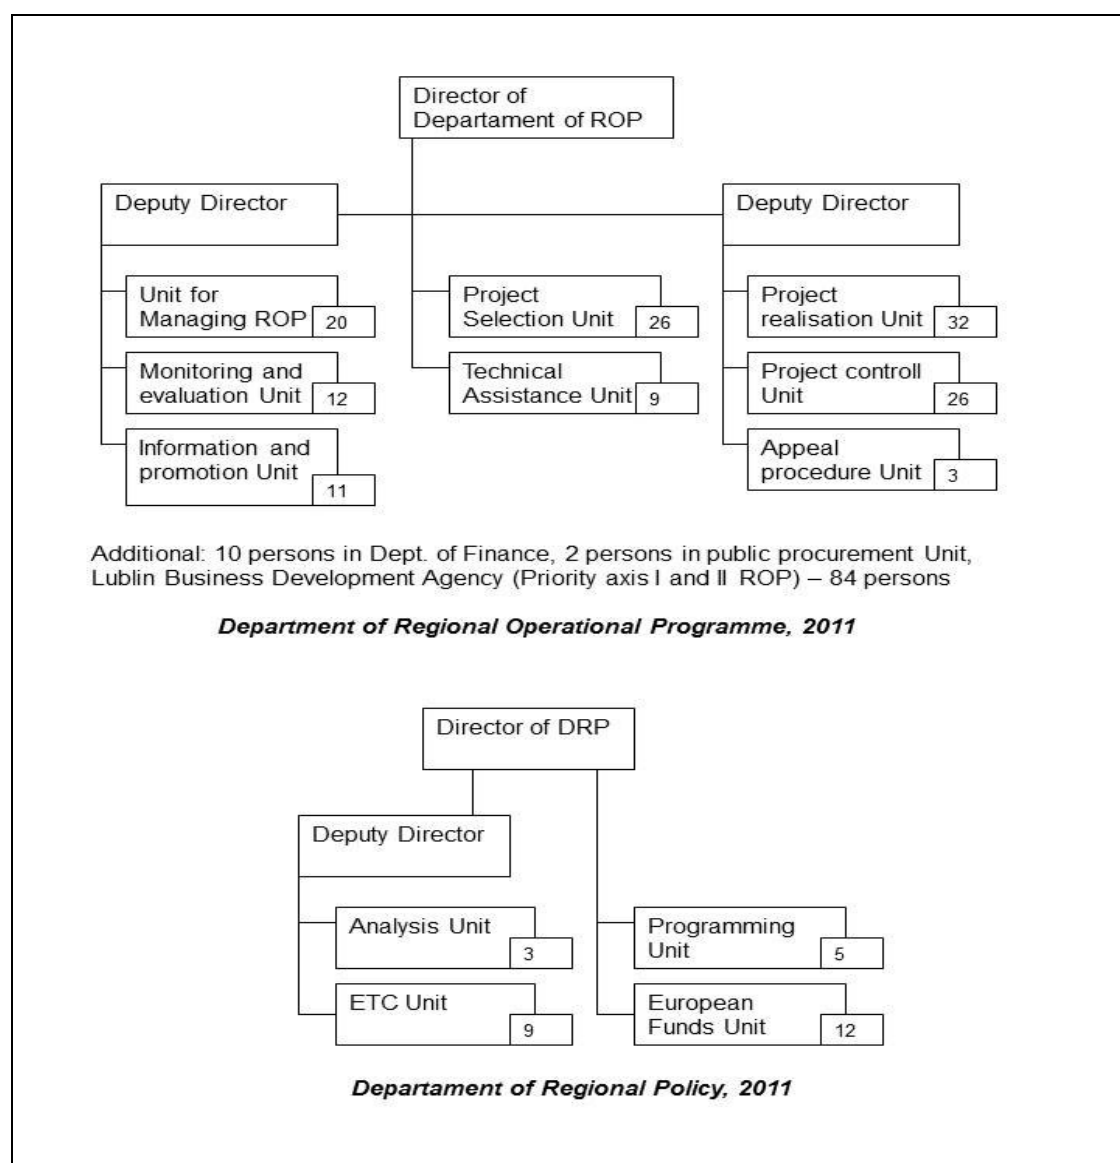 Director of
Departament of ROP
Deputy Director
Deputy Director
Unit for
Managing ROP
20
Project
Selection Unit
26
Project
realisation Unit
32
Monitoring and
evaluation Unit
12
Technical
Assistance Unit
9
Project controll
Unit
26
Information and
promotion Unit
11
Appeal
procedure Unit
3
Additional: 10 persons in Dept. of Finance, 2 persons in public procurement Unit,
Lublin Business Development Agency (Priority axis I and II ROP) – 84 persons
Department of Regional Operational Programme, 2011
Director of DRP
Deputy Director
Analysis Unit
3
Programming
Unit
5
ETC Unit
9
European
Funds Unit
12
Departament of Regional Policy, 2011